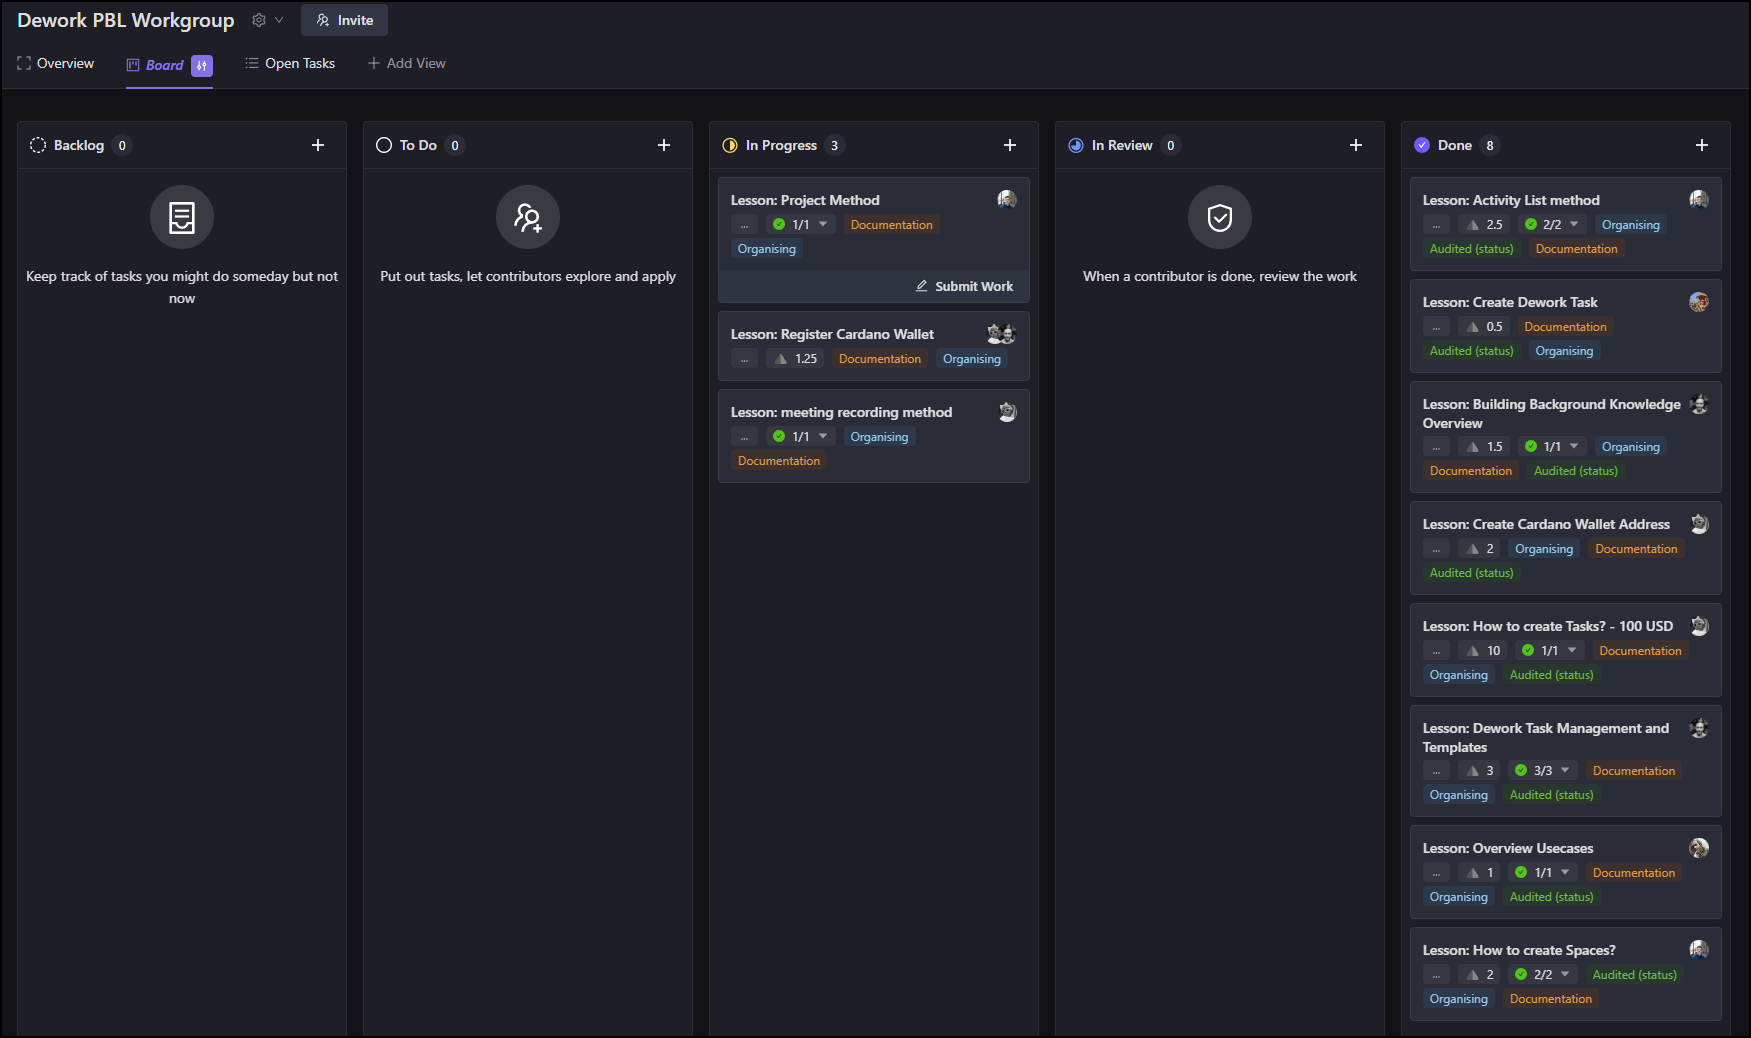 Dework PBL Workgroup
Invite
Overview
Board
Open Tasks
Add View
Backlog 0
Keep track of tasks you might do someday but not
now
To Do 0
Put out tasks, let contributors explore and apply
In Progress 3
Lesson: Project Method
... 1/1 Documentation
Organising
Submit Work
Lesson: Register Cardano Wallet
... 1.25 Documentation Organising
Lesson: meeting recording method
... 1/1 Organising
Documentation
In Review 0
When a contributor is done, review the work
Done 8
Lesson: Activity List method
... 2.5 2/2 Organising
Audited (status) Documentation
Lesson: Create Dework Task
... 0.5 Documentation
Audited (status) Organising
Lesson: Building Background Knowledge
Overview
... 1.5 1/1 Organising
Documentation Audited (status)
Lesson: Create Cardano Wallet Address
... 2 Organising Documentation
Audited (status)
Lesson: How to create Tasks? - 100 USD
... 10 1/1 Documentation
Organising Audited (status)
Lesson: Dework Task Management and
Templates
... 3 3/3 Documentation
Organising Audited (status)
Lesson: Overview Usecases
... 1 1/1 Documentation
Organising Audited (status)
Lesson: How to create Spaces?
... 2 2/2 Audited (status)
Organising Documentation